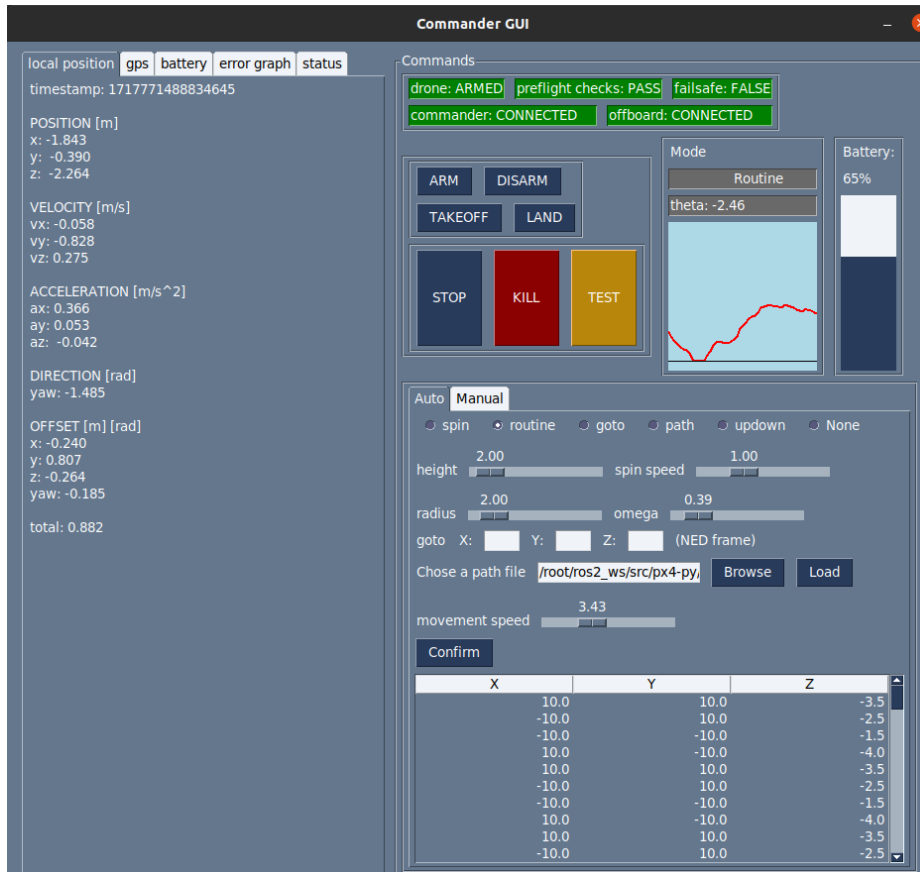 Commander GUI
local position gps battery error graph status
timestamp: 1717771488834645
POSITION [m]
x: -1.843
y: -0.390
z: -2.264
VELOCITY [m/s]
vx: -0.058
vy: -0.828
vz: 0.275
ACCELERATION [m/s^2]
ax: 0.366
ay: 0.053
az: -0.042
DIRECTION [rad]
yaw: -1.485
OFFSET [m] [rad]
x: -0.240
y: 0.807
z: -0.264
yaw: -0.185
total: 0.882
Commands
drone: ARMED preflight checks: PASS failsafe: FALSE
commander: CONNECTED offboard: CONNECTED
ARM DISARM
TAKEOFF LAND
STOP KILL TEST
Mode
Routine
theta: -2.46
Battery:
65%
Auto Manual
spin routine goto path updown None
2.00 1.00
height spin speed
2.00 0.39
radius omega
goto X: Y: Z: (NED frame)
Chose a path file /root/ros2_ws/src/px4-py/ Browse Load
3.43
movement speed
Confirm
X Y Z
10.0 10.0 -3.5
-10.0 10.0 -2.5
-10.0 -10.0 -1.5
10.0 -10.0 -4.0
10.0 10.0 -3.5
-10.0 10.0 -2.5
-10.0 -10.0 -1.5
10.0 -10.0 -4.0
10.0 10.0 -3.5
-10.0 10.0 -2.5